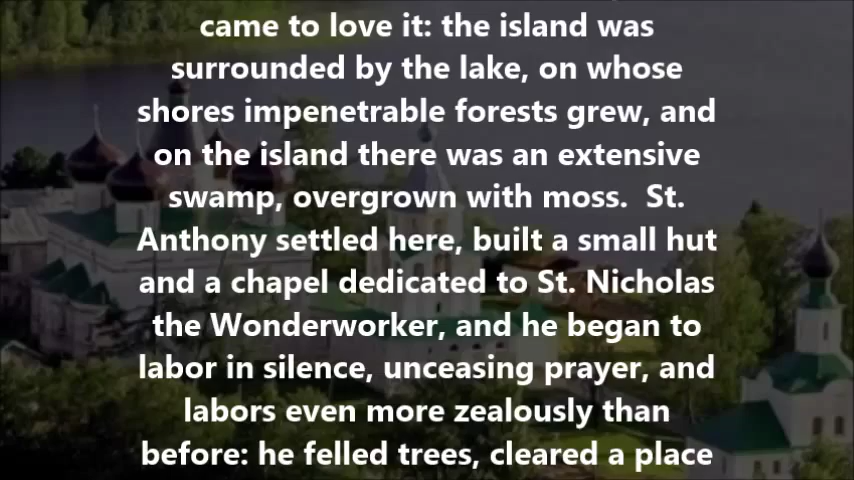 came to love it: the island was
surrounded by the lake, on whose
shores impenetrable forests grew, and
on the island there was an extensive
swamp, overgrown with moss.  St.
Anthony settled here, built a small hut
and a chapel dedicated to St. Nicholas
the Wonderworker, and he began to
labor in silence, unceasing prayer, and
labors even more zealously than
before: he felled trees, cleared a place